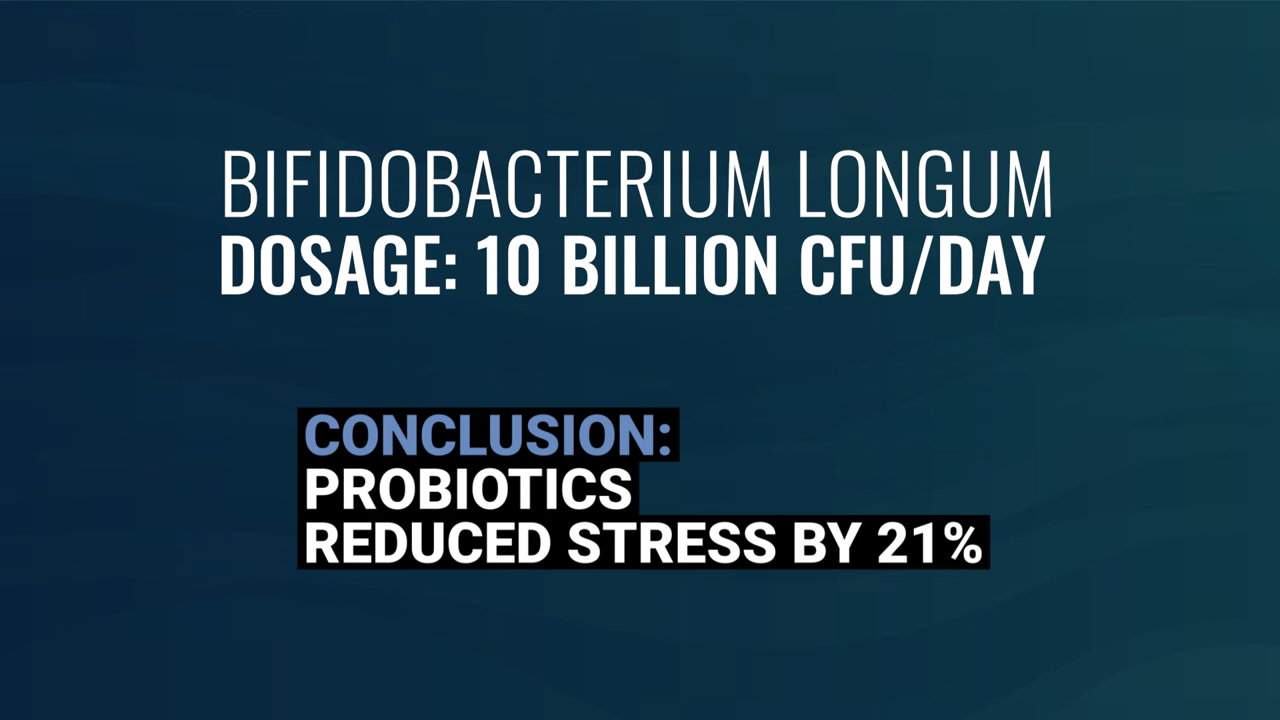 BIFIDOBACTERIUM LONGUM
DOSAGE: 10 BILLION CFU/DAY
CONCLUSION:
PROBIOTICS
REDUCED STRESS BY 21%